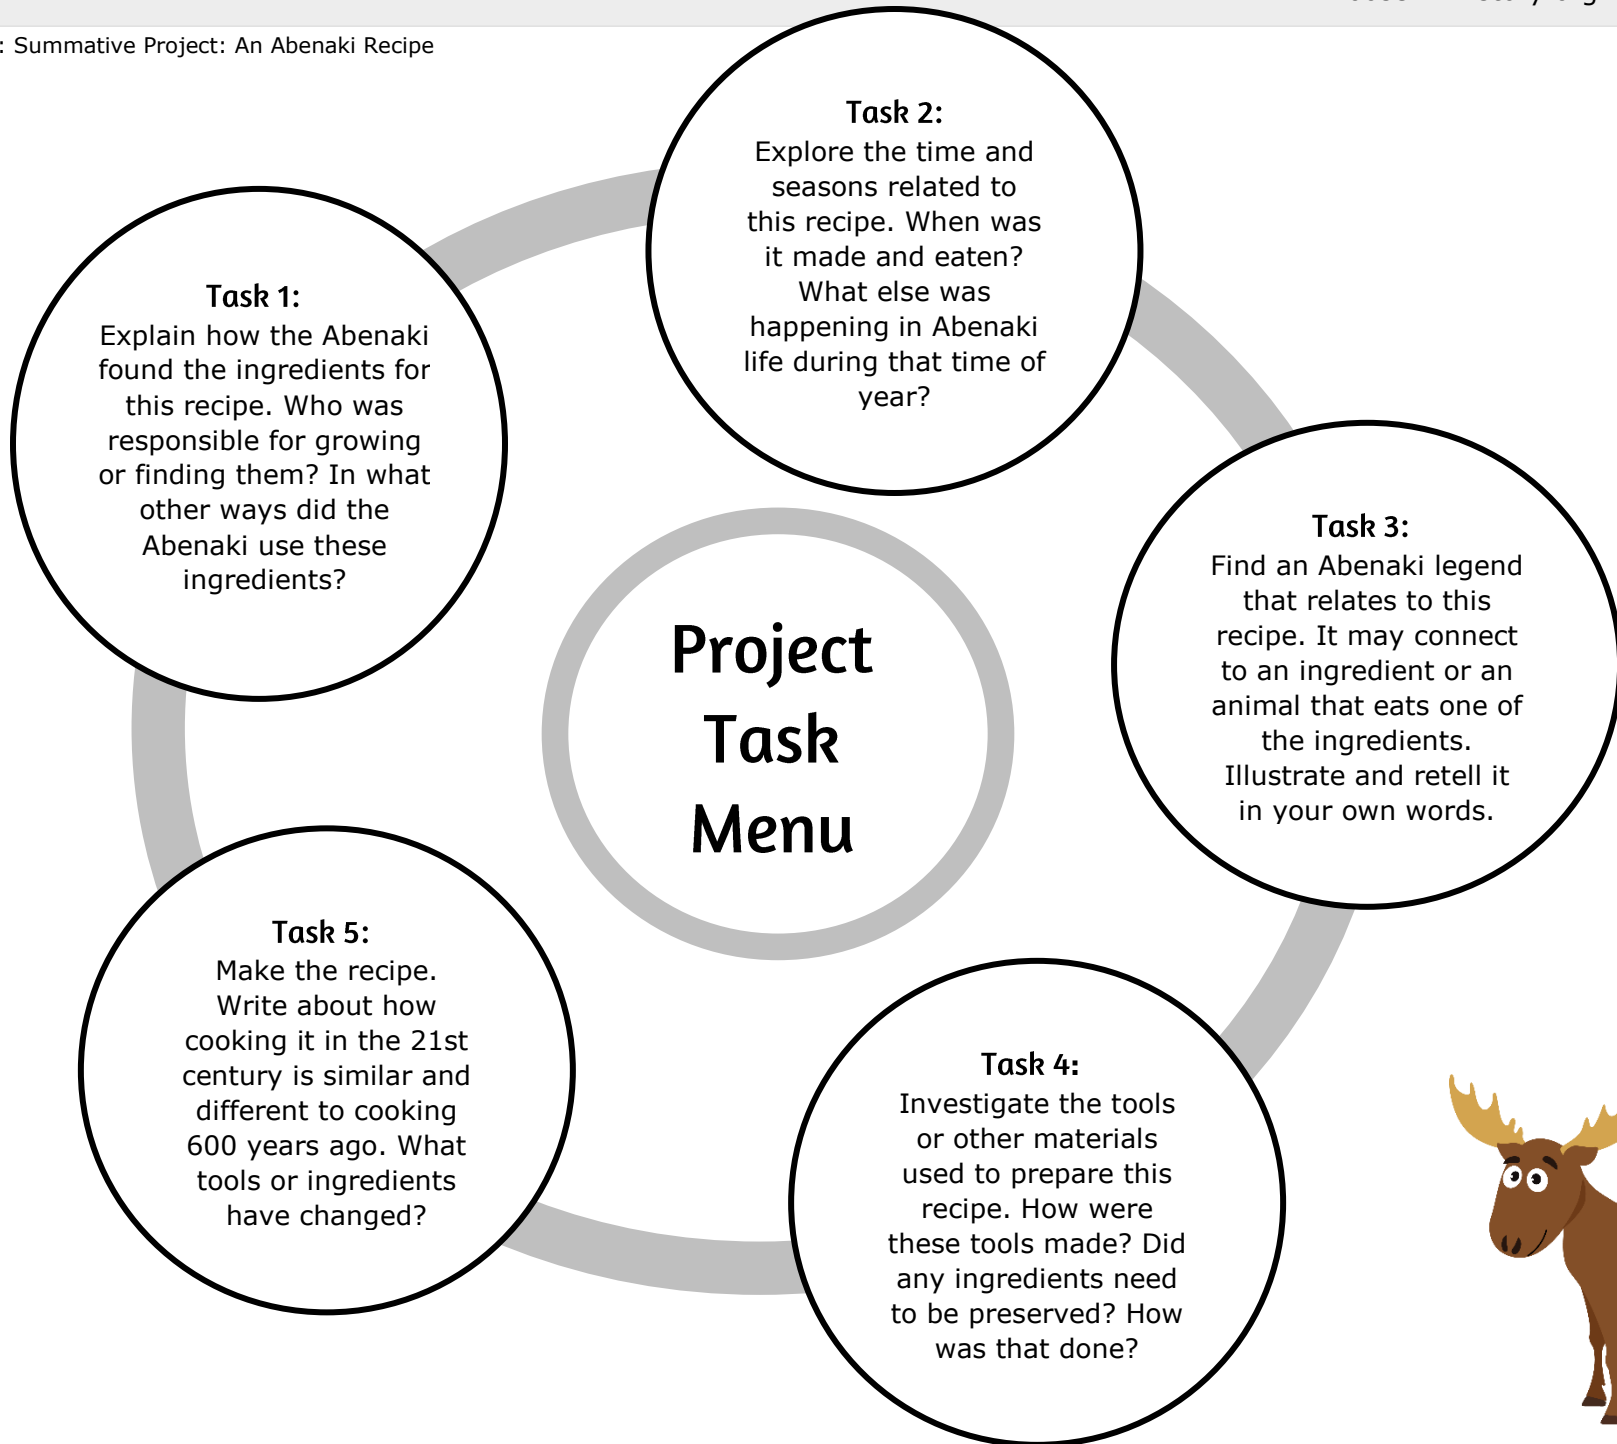 : Summative Project: An Abenaki Recipe
Task 1:
Explain how the Abenaki
found the ingredients for
this recipe. Who was
responsible for growing
or finding them? In what
other ways did the
Abenaki use these
ingredients?
Task 2:
Explore the time and
seasons related to
this recipe. When was
it made and eaten?
What else was
happening in Abenaki
life during that time of
year?
Task 3:
Find an Abenaki legend
that relates to this
recipe. It may connect
to an ingredient or an
animal that eats one of
the ingredients.
Illustrate and retell it
in your own words.
Project
Task
Menu
Task 4:
Investigate the tools
or other materials
used to prepare this
recipe. How were
these tools made? Did
any ingredients need
to be preserved? How
was that done?
Task 5:
Make the recipe.
Write about how
cooking it in the 21st
century is similar and
different to cooking
600 years ago. What
tools or ingredients
have changed?